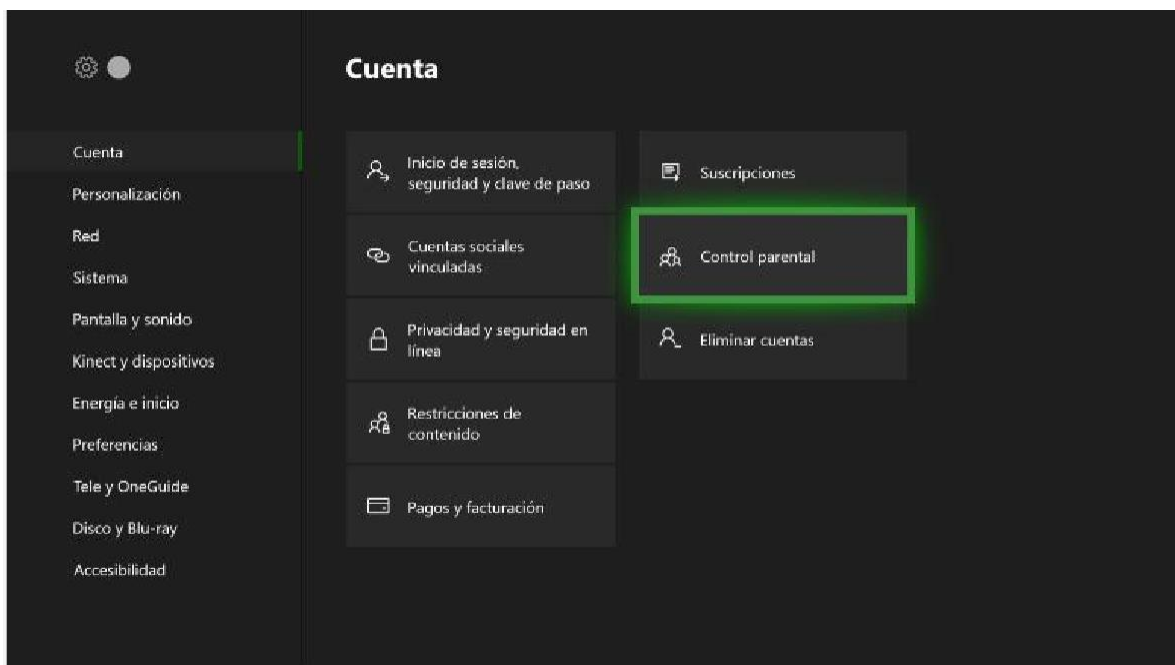 Cuenta
Cuenta
Personalización
Red
Sistema
Pantalla y sonido
Kinect y dispositivos
Energía e inicio
Preferencias
Tele y OneGuide
Disco y Blu-ray
Accesibilidad
Inicio de sesión,
seguridad y clave de paso
Cuentas sociales
vinculadas
Privacidad y seguridad en
línea
Restricciones de
contenido
Pagos y facturación
Suscripciones
Control parental
Eliminar cuentas